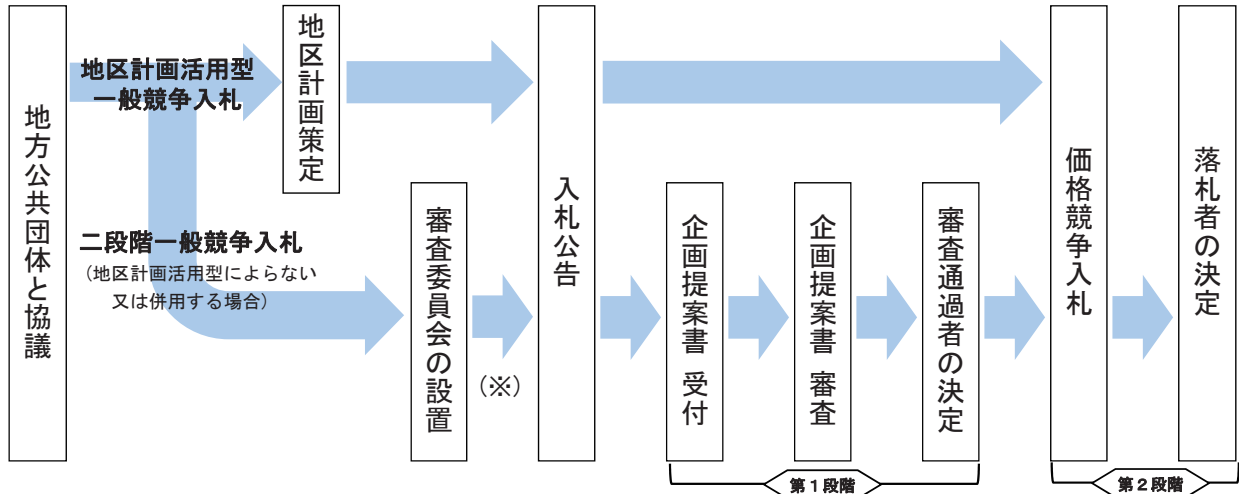 地方公共団体と協議
地区計画活用型
一般競争入札
地区計画策定
二段階一般競争入札
（地区計画活用型によらない
又は併用する場合）
審査委員会の設置
（※）
入札公告
企画提案書 受付
企画提案書 審査
審査通過者の決定
第１段階
価格競争入札
落札者の決定
第２段階